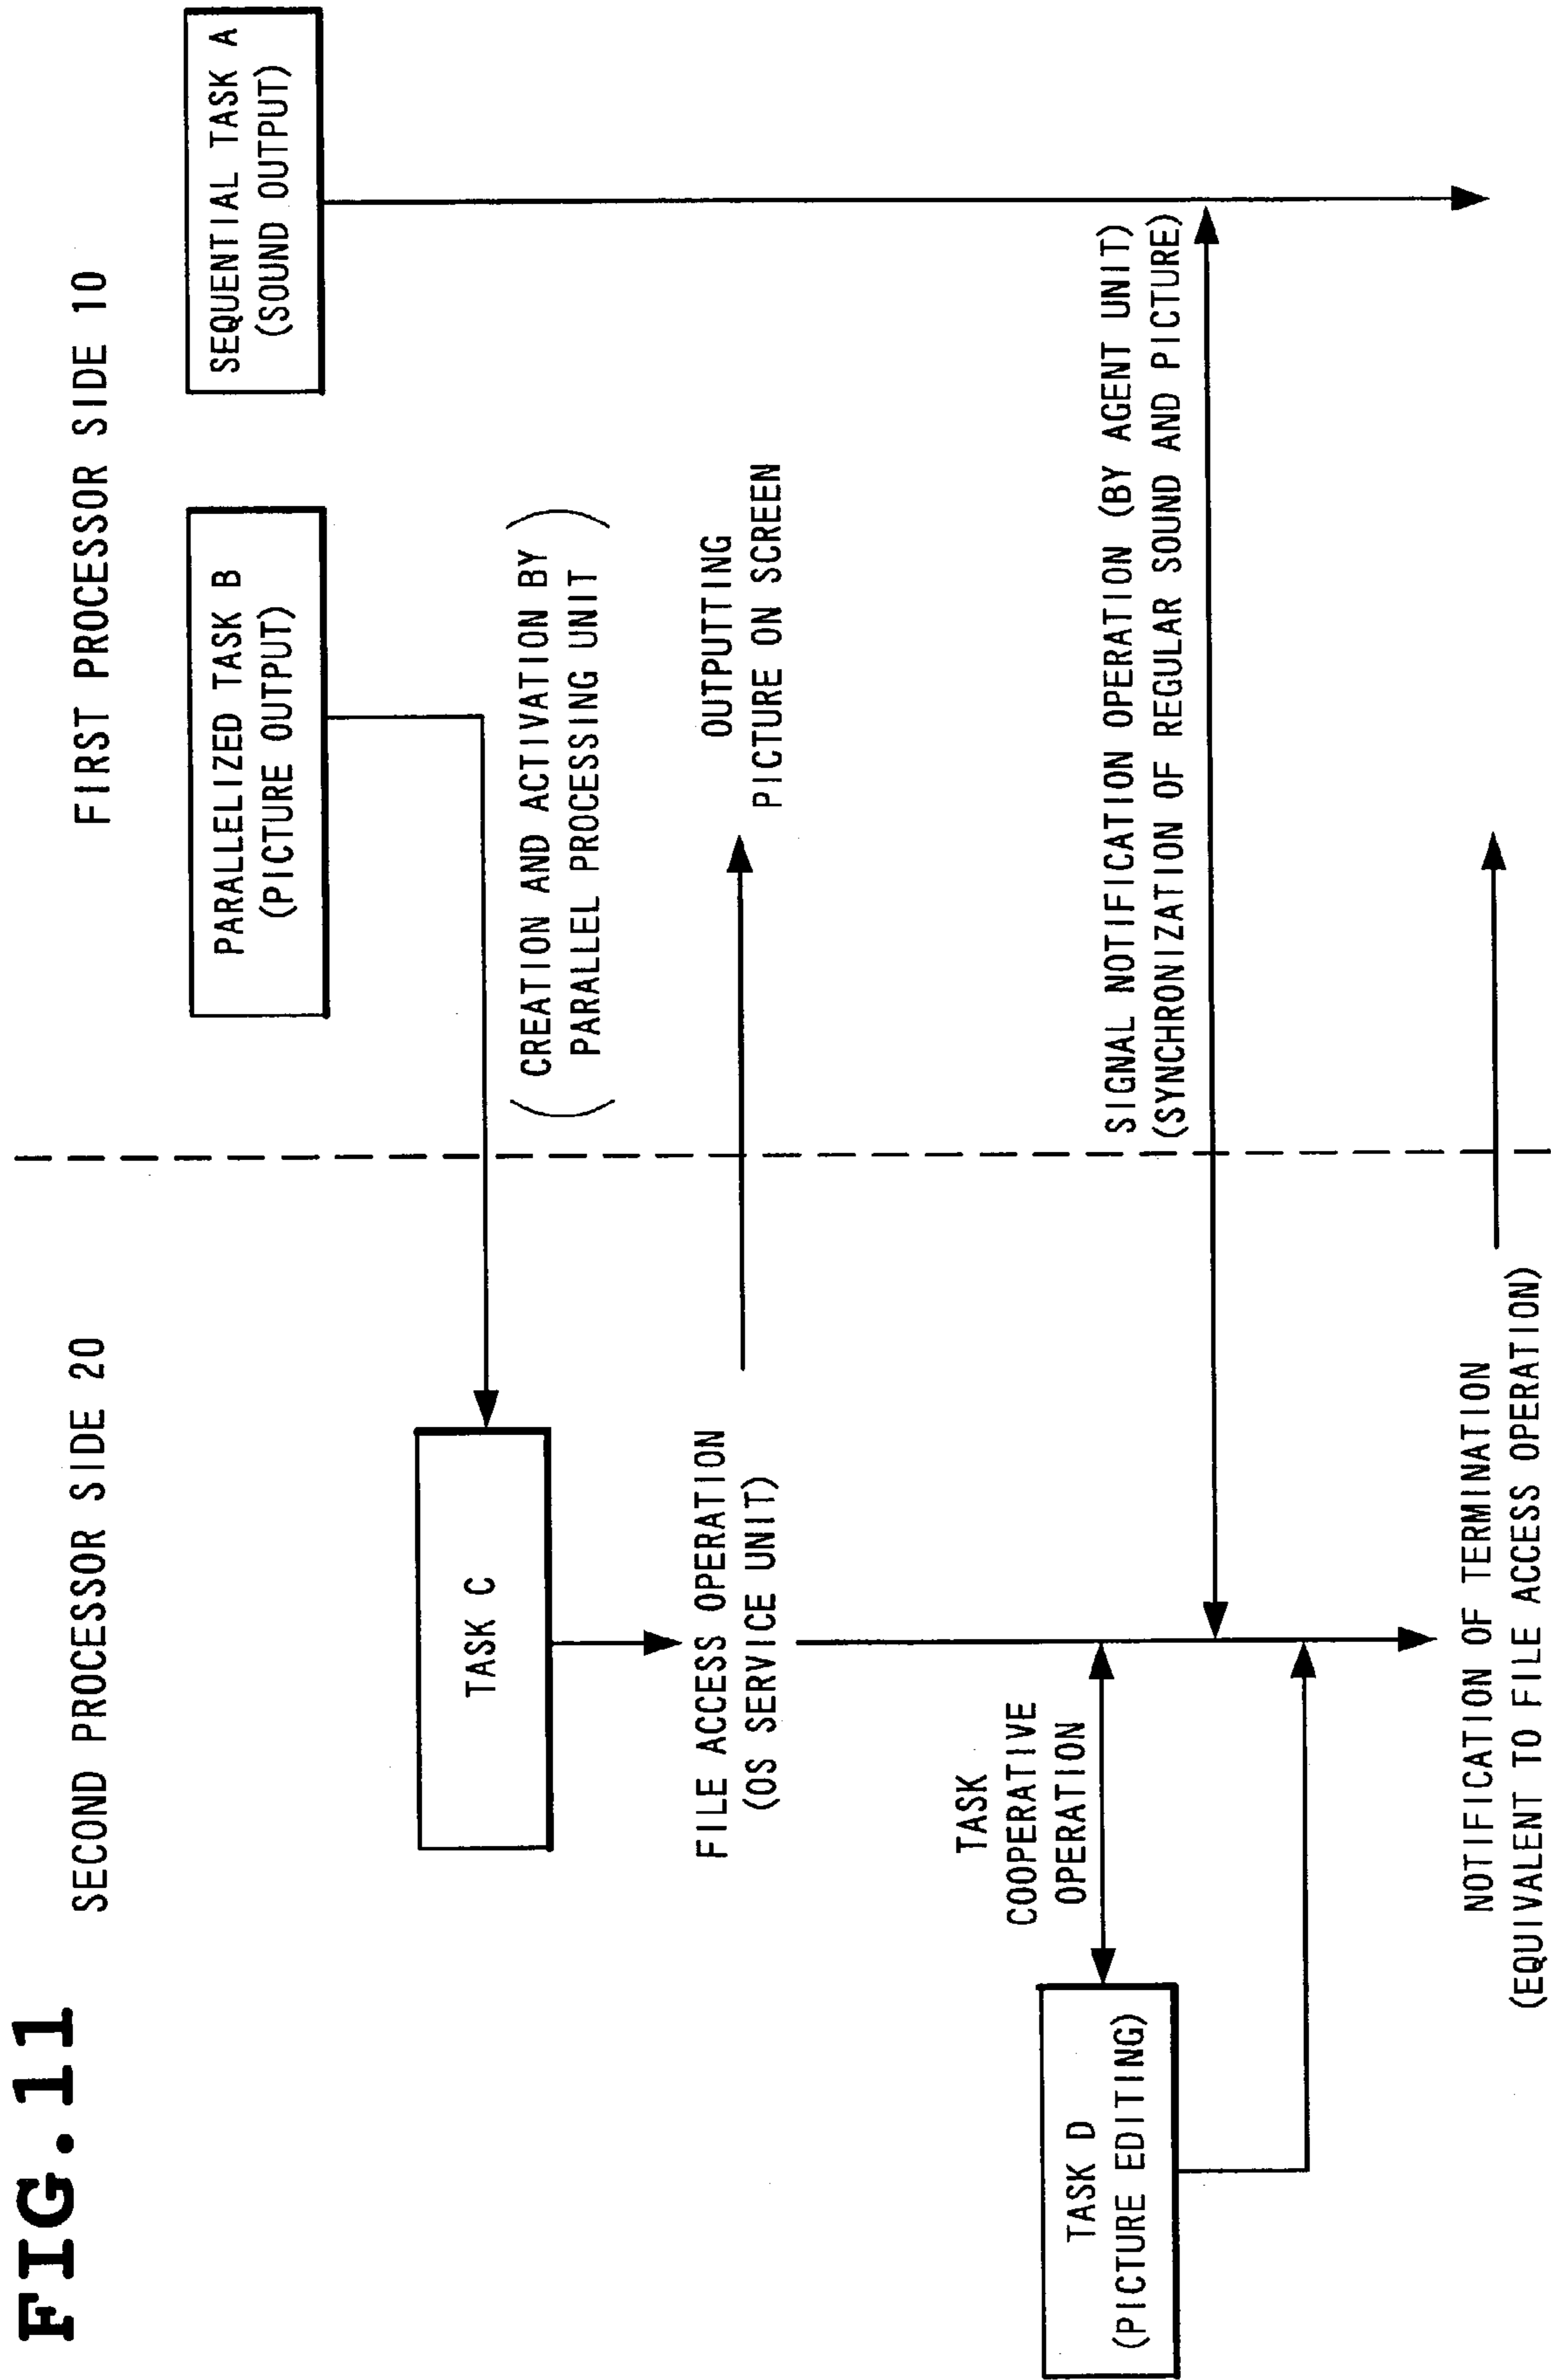 FIG.11
SECOND PROCESSOR SIDE 20
FIRST PROCESSOR SIDE 10
PARALLELIZED TASK B
(PICTURE OUTPUT)
SEQUENTIAL TASK A
(SOUND OUTPUT)
TASK C
(CREATION AND ACTIVATION BY
PARALLEL PROCESSING UNIT)
FILE ACCESS OPERATION
(OS SERVICE UNIT)
OUTPUTTING
PICTURE ON SCREEN
TASK
COOPERATIVE
OPERATION
TASK D
(PICTURE EDITING)
SIGNAL NOTIFICATION OPERATION (BY AGENT UNIT)
(SYNCHRONIZATION OF REGULAR SOUND AND PICTURE)
NOTIFICATION OF TERMINATION
(EQUIVALENT TO FILE ACCESS OPERATION)